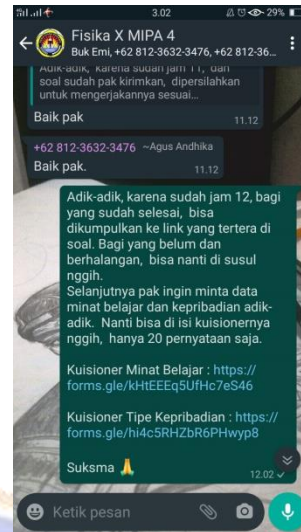 3.02
29%
Fisika X MIPA 4
Buk Emi, +62 812-3632-3476, +62 812-36...
Adik-adik, karena sudah jam 11, dan
soal sudah pak kirimkan, dipersilahkan
untuk mengerjakannya sesuai...
Baik pak
11.12
+62 812-3632-3476 ~Agus Andhika
Baik pak.
11.12
Adik-adik, karena sudah jam 12, bagi
yang sudah selesai, bisa
dikumpulkan ke link yang tertera di
soal. Bagi yang belum dan
berhalangan, bisa nanti di susul
nggih.
Selanjutnya pak ingin minta data
minat belajar dan kepribadian adik-
adik. Nanti bisa di isi kuisionernya
nggih, hanya 20 pernyataan saja.
Kuisioner Minat Belajar : https://
forms.gle/kHtEEEq5UfHc7eS46
Kuisioner Tipe Kepribadian : https://
forms.gle/hi4c5RHZbR6PHwyp8
Suksma 🙏
12.02
Ketik pesan